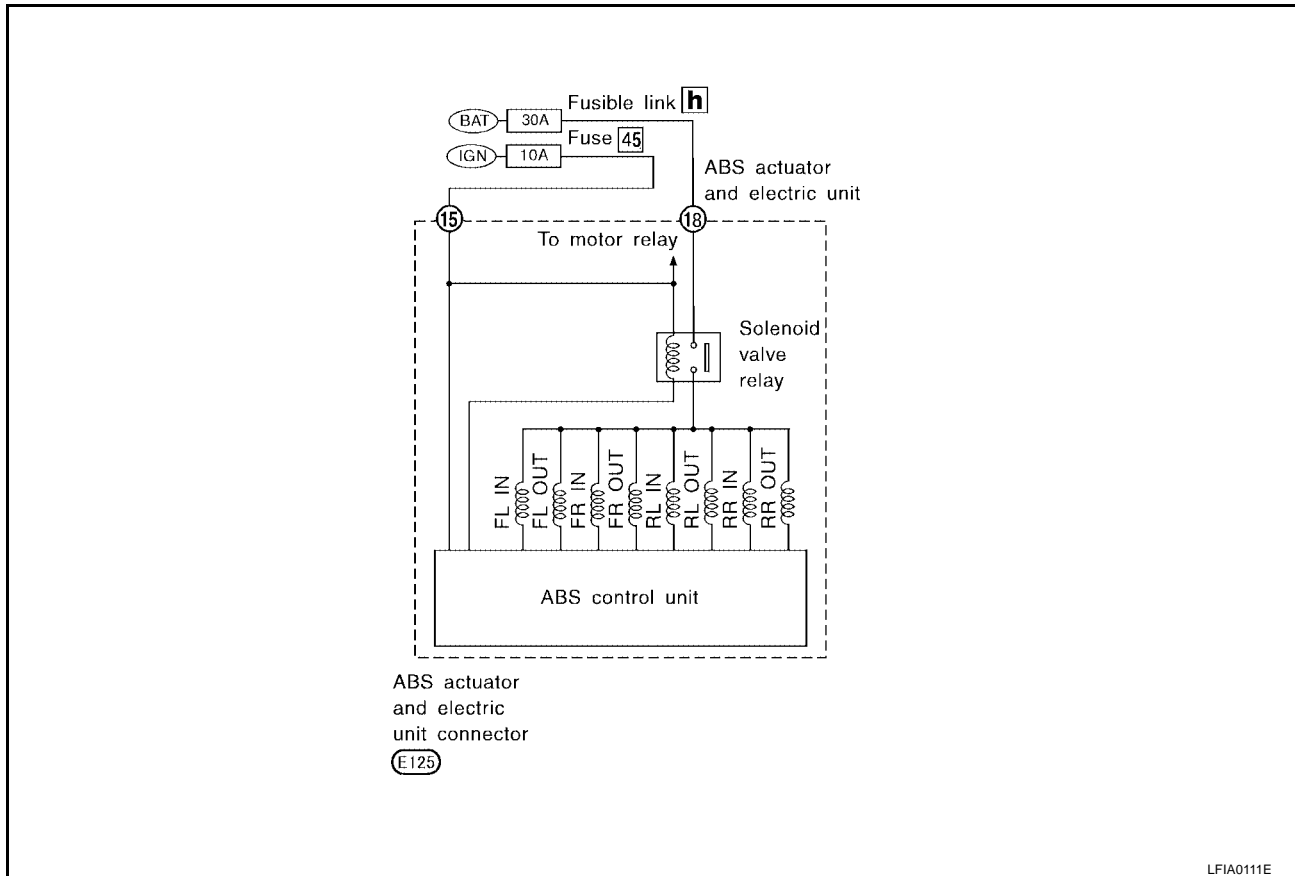 Fusible link h
BAT 30A
Fuse 45
IGN 10A
ABS actuator
and electric unit
15 18
To motor relay
Solenoid
valve
relay
FL IN
FL OUT
FR IN
FR OUT
RL IN
RL OUT
RR IN
RR OUT
ABS control unit
ABS actuator
and electric
unit connector
E125
LFIA0111E